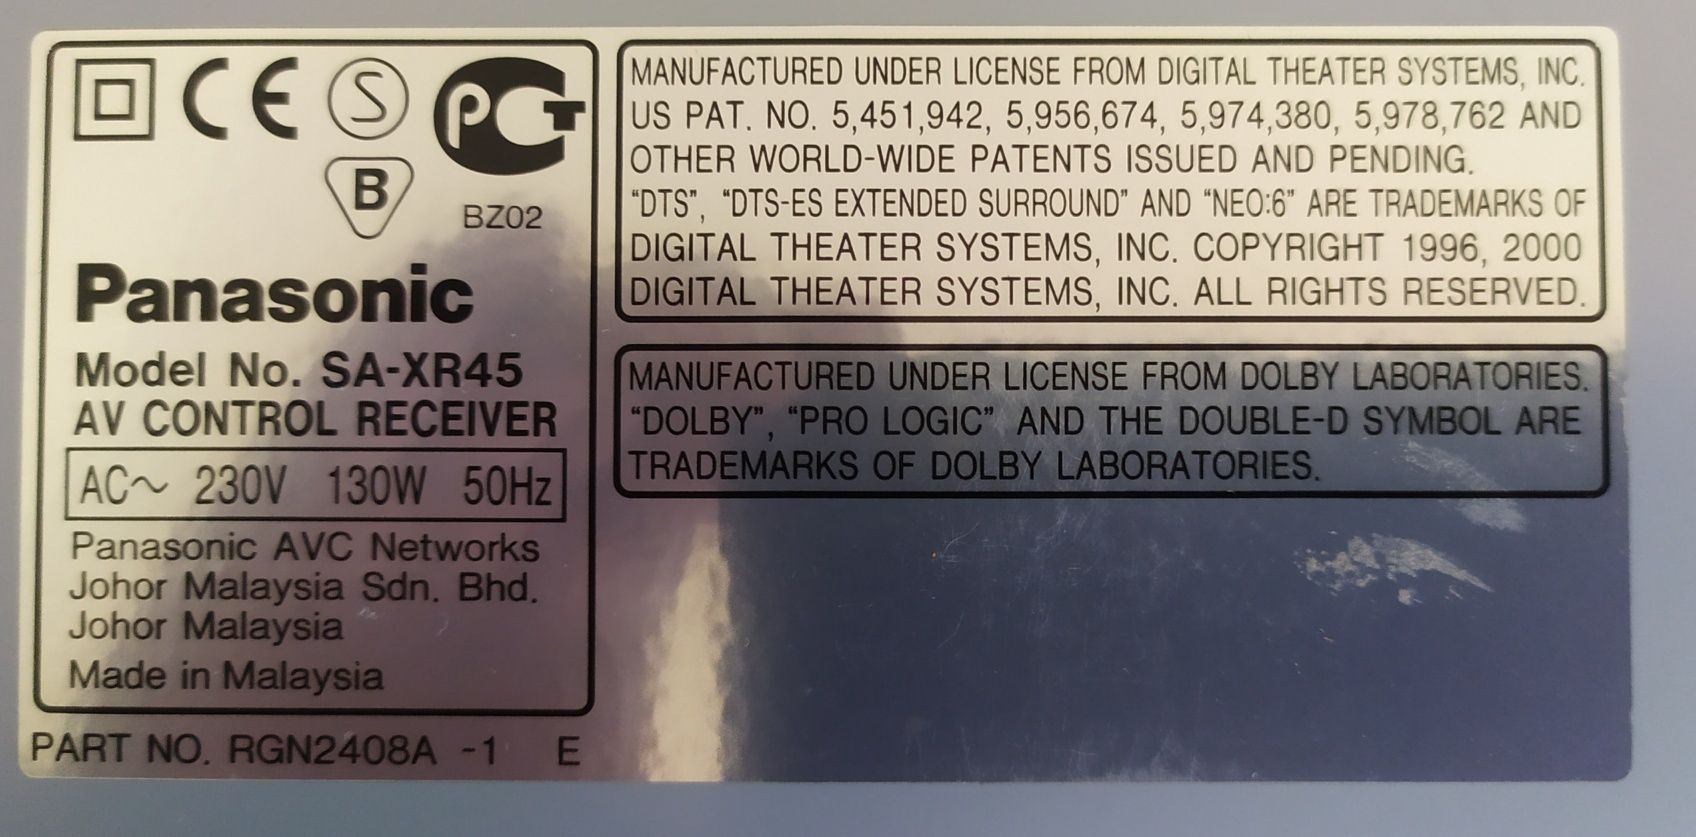 CE S PCT
B
BZ02
Panasonic
Model No. SA-XR45
AV CONTROL RECEIVER
AC~ 230V 130W 50Hz
Panasonic AVC Networks
Johor Malaysia Sdn. Bhd.
Johor Malaysia
Made in Malaysia
PART NO. RGN2408A -1 E
MANUFACTURED UNDER LICENSE FROM DIGITAL THEATER SYSTEMS, INC.
US PAT. NO. 5,451,942, 5,956,674, 5,974,380, 5,978,762 AND
OTHER WORLD-WIDE PATENTS ISSUED AND PENDING.
“DTS”, “DTS-ES EXTENDED SURROUND” AND “NEO:6” ARE TRADEMARKS OF
DIGITAL THEATER SYSTEMS, INC. COPYRIGHT 1996, 2000
DIGITAL THEATER SYSTEMS, INC. ALL RIGHTS RESERVED.
MANUFACTURED UNDER LICENSE FROM DOLBY LABORATORIES.
“DOLBY”, “PRO LOGIC” AND THE DOUBLE-D SYMBOL ARE
TRADEMARKS OF DOLBY LABORATORIES.